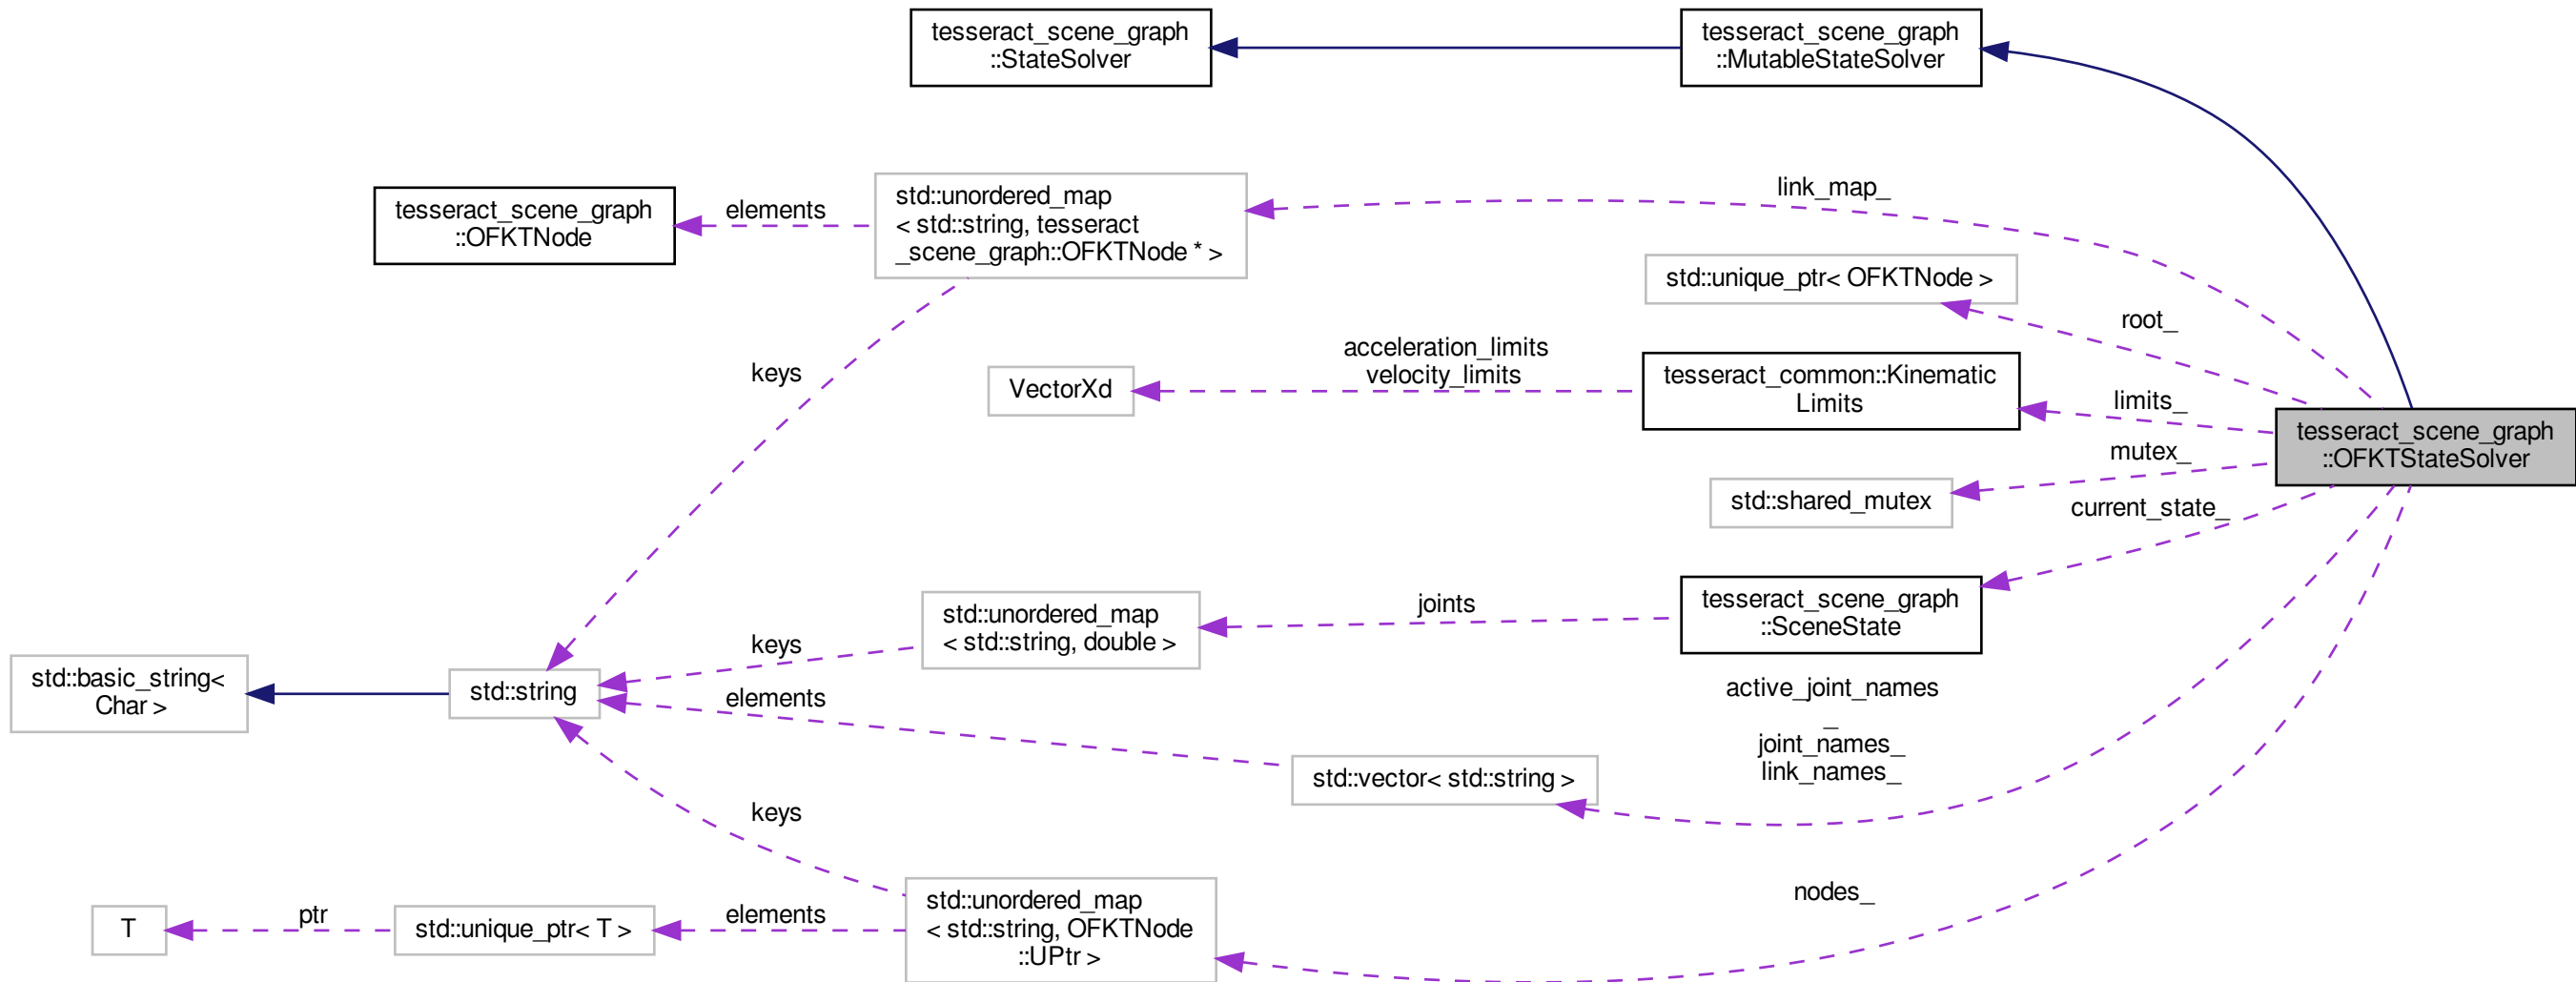 tesseract_scene_graph
::StateSolver
tesseract_scene_graph
::MutableStateSolver
tesseract_scene_graph
::OFKTNode
elements
std::unordered_map
< std::string, tesseract
_scene_graph::OFKTNode * >
link_map_
std::unique_ptr< OFKTNode >
root_
keys
VectorXd
acceleration_limits
velocity_limits
tesseract_common::Kinematic
Limits
limits_
tesseract_scene_graph
::OFKTStateSolver
mutex_
std::shared_mutex
current_state_
std::unordered_map
< std::string, double >
joints
tesseract_scene_graph
::SceneState
std::basic_string<
Char >
std::string
keys
elements
active_joint_names
_
joint_names_
link_names_
std::vector< std::string >
keys
T
ptr
std::unique_ptr< T >
elements
std::unordered_map
< std::string, OFKTNode
::UPtr >
nodes_